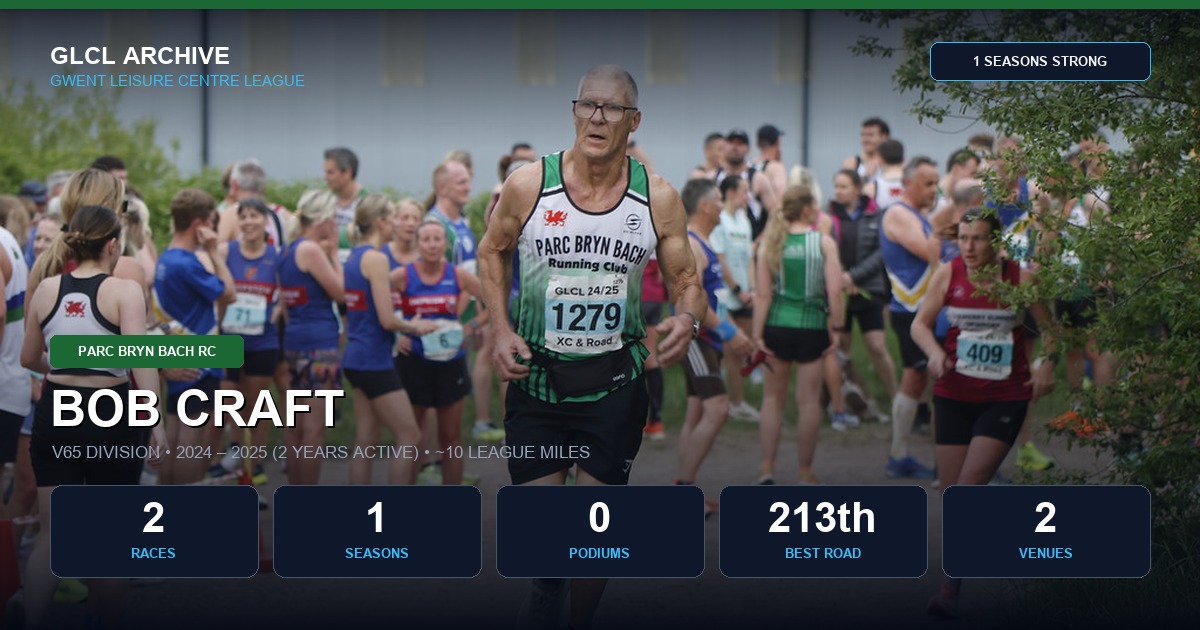 GLCL ARCHIVE
GWENT LEISURE CENTRE LEAGUE
1 SEASONS STRONG
PARC BRYN BACH
Running Club
GLCL 24/25
1279
XC & Road
71
6
409
PARC BRYN BACH RC
BOB CRAFT
V65 DIVISION • 2024 – 2025 (2 YEARS ACTIVE) • ~10 LEAGUE MILES
2
RACES
1
SEASONS
0
PODIUMS
213th
BEST ROAD
2
VENUES